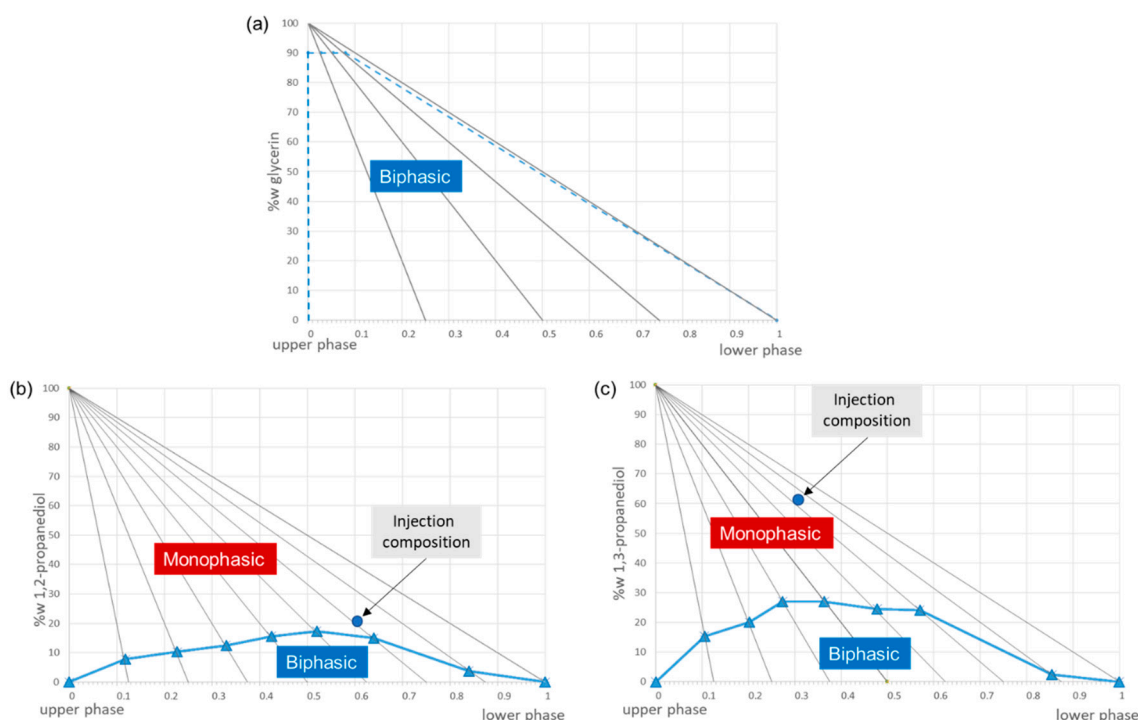 (a)
%w glycerin
100
90
80
70
60
50
40
30
20
10
0
Biphasic
0 0.1 0.2 0.3 0.4 0.5 0.6 0.7 0.8 0.9 1
upper phase lower phase
(b)
%w 1,2-propanediol
100
90
80
70
60
50
40
30
20
10
0
Injection
composition
Monophasic
Biphasic
0 0.1 0.2 0.3 0.4 0.5 0.6 0.7 0.8 0.9 1
upper phase lower phase
(c)
%w 1,3-propanediol
100
90
80
70
60
50
40
30
20
10
0
Injection
composition
Monophasic
Biphasic
0 0.1 0.2 0.3 0.4 0.5 0.6 0.7 0.8 0.9 1
upper phase lower phase